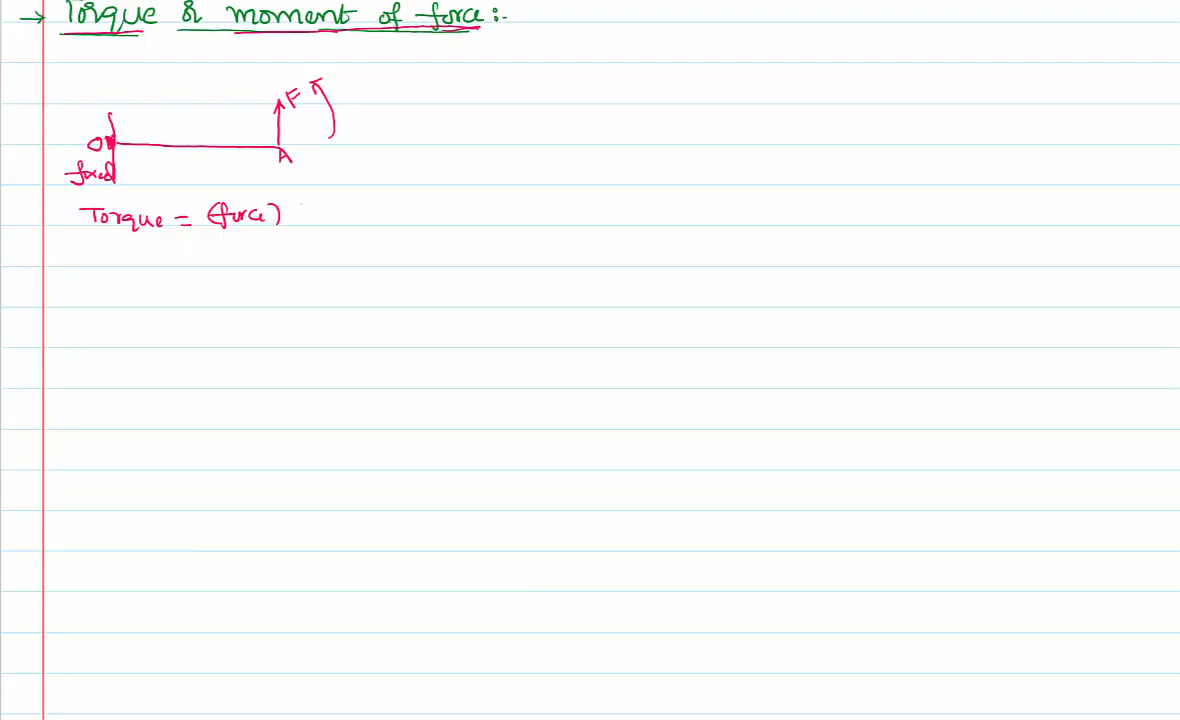 → Torque & moment of force :-
F
O
A
fixed
Torque = (force)